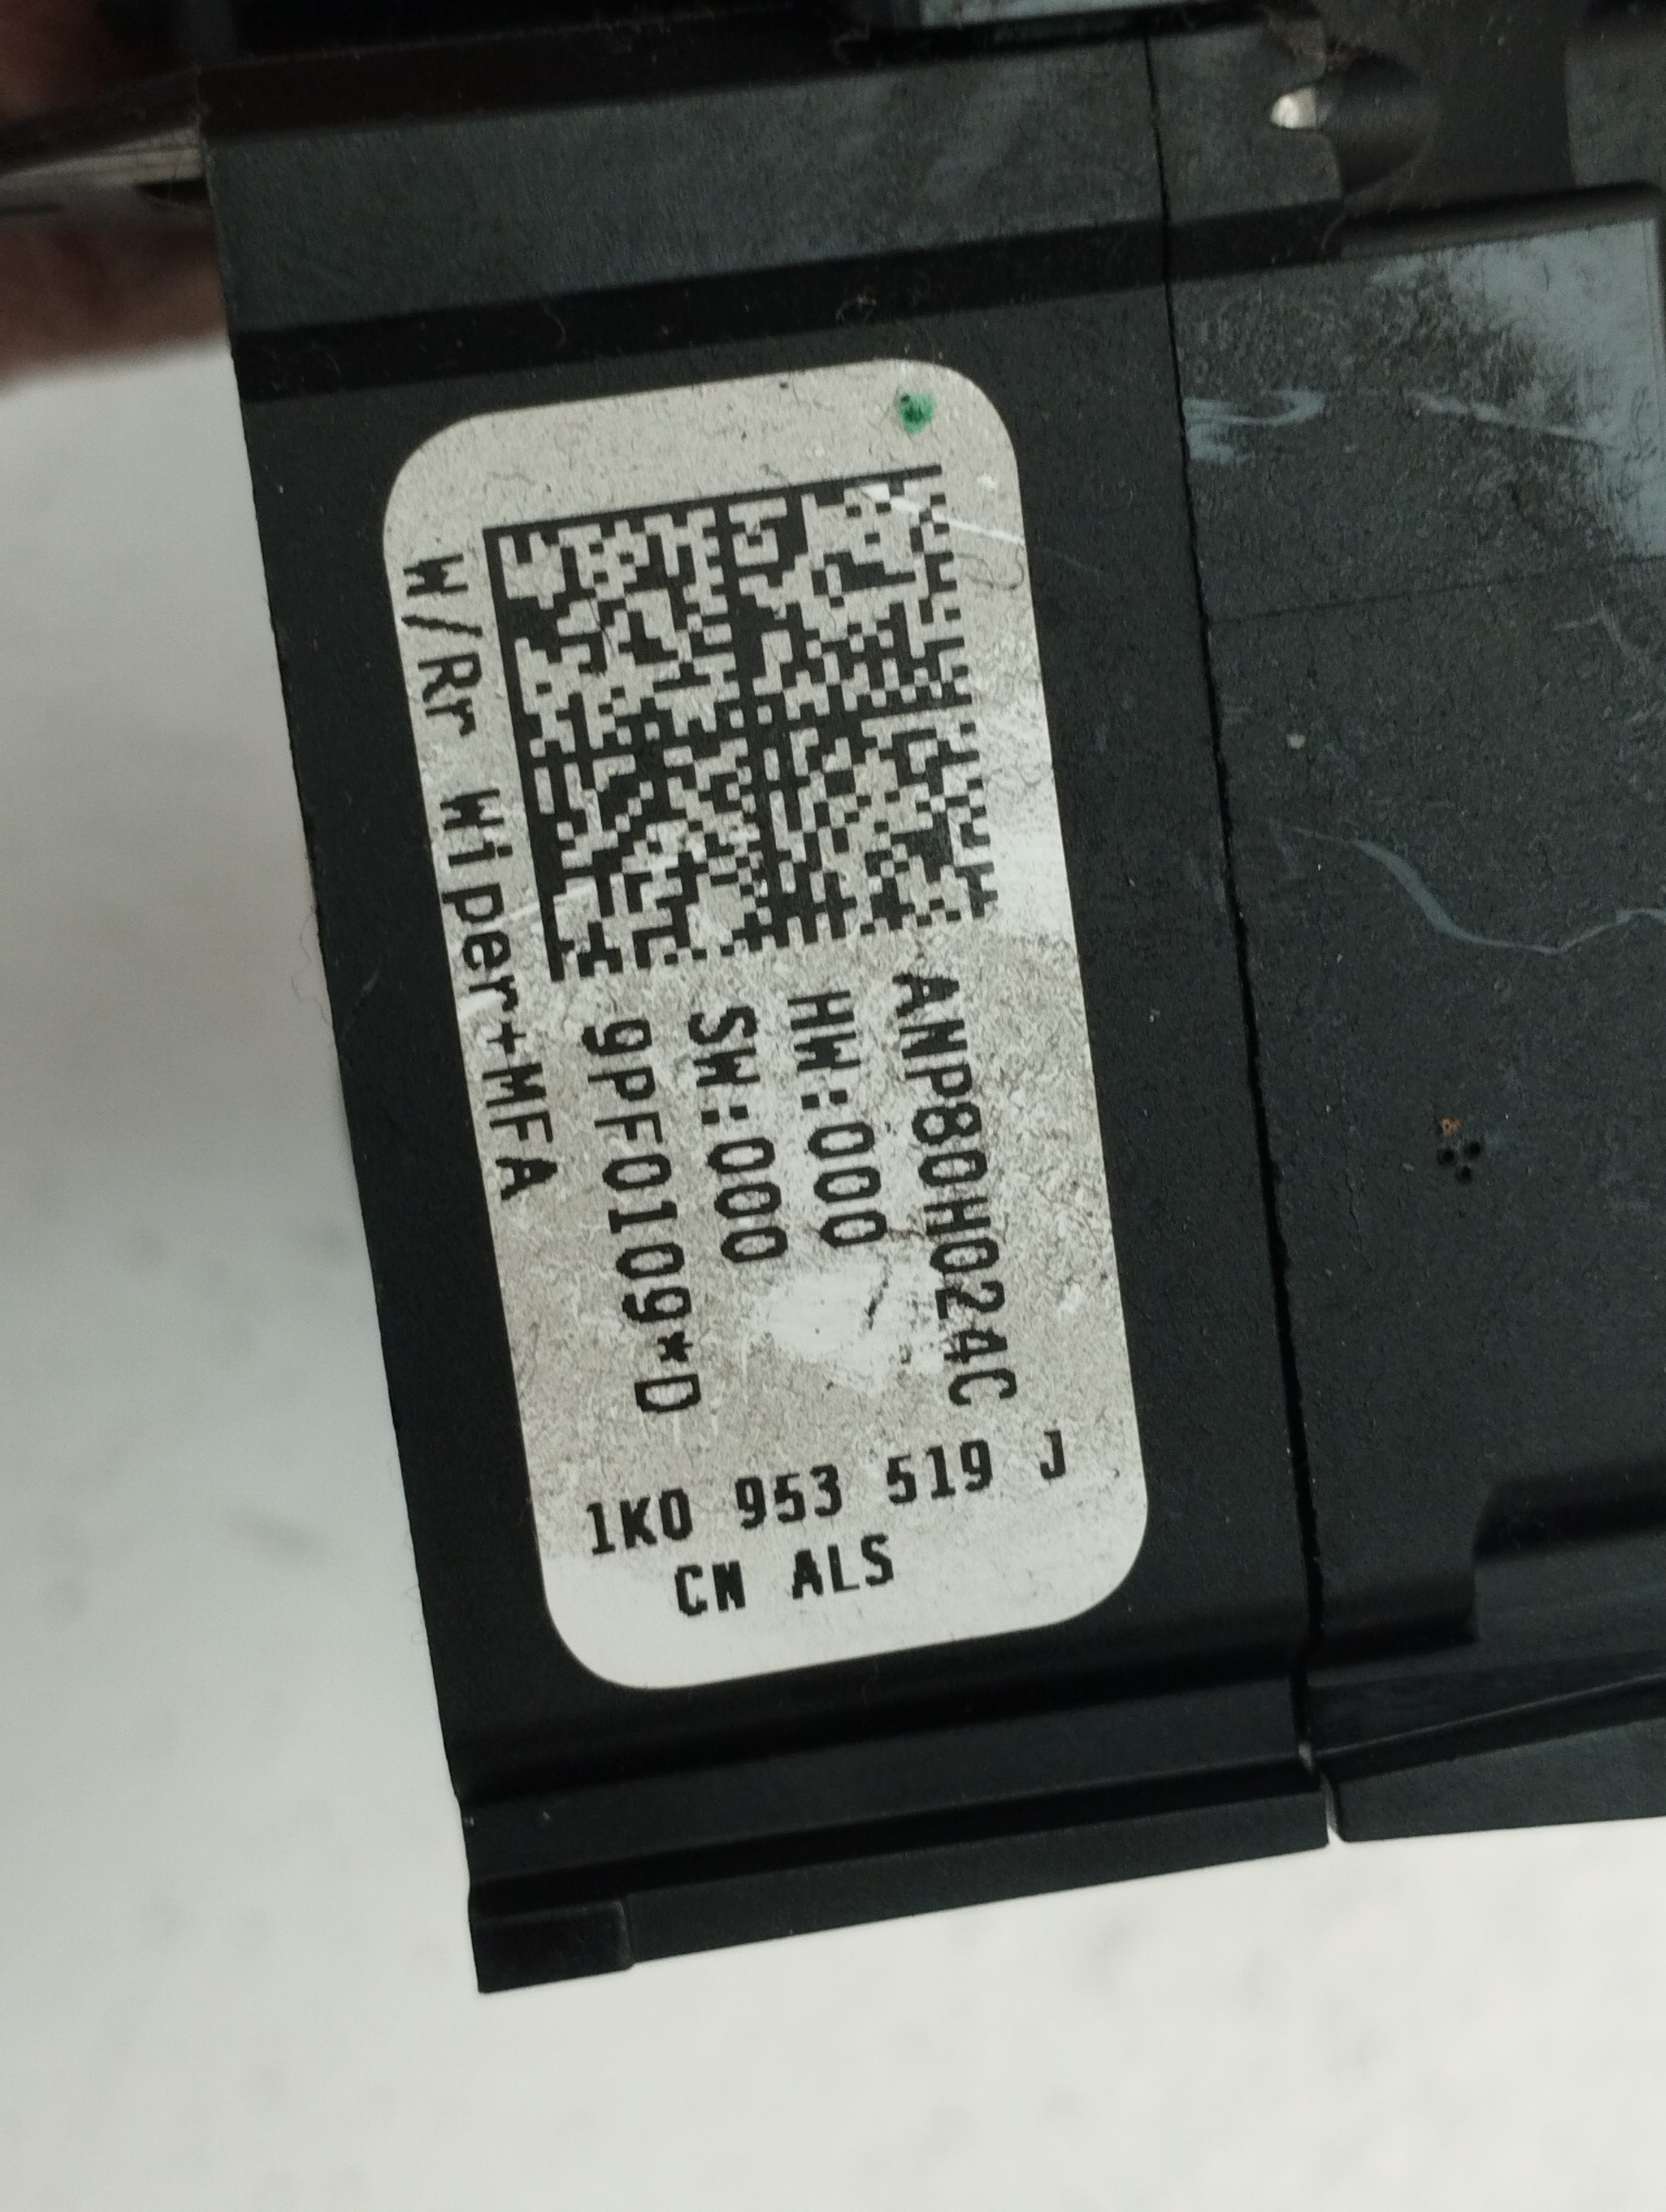 ANP80H024C
HW:000
SW:000
9PF0109*D
W/Rr Wiper+MFA
1K0 953 519 J
CN ALS